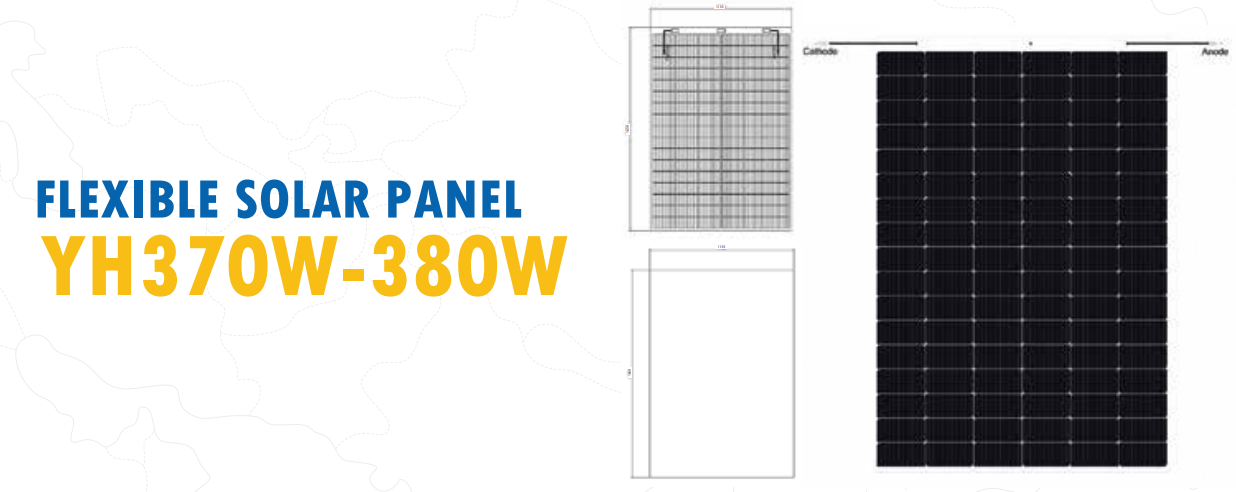 FLEXIBLE SOLAR PANEL
YH370W-380W
Cathode
Anode